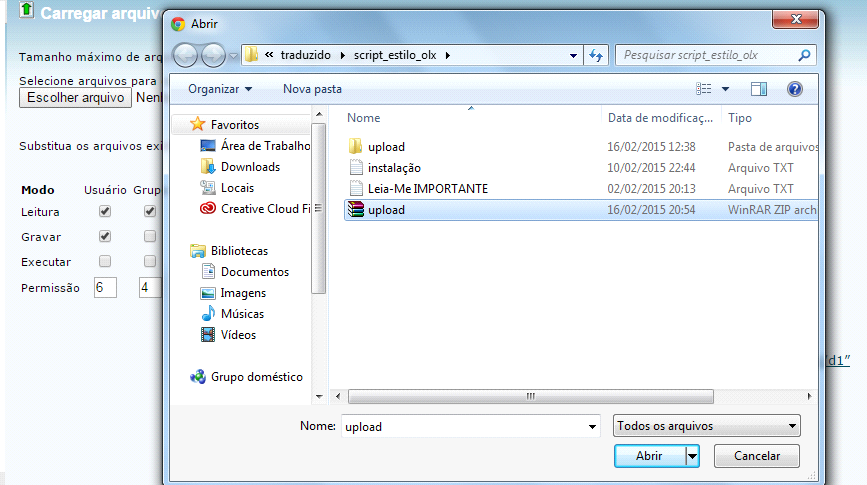 Carregar arquiv
Tamanho máximo de arq
Selecione arquivos para
Escolher arquivo Nenh
Substitua os arquivos exi
Modo Usuário Grup
Leitura
Gravar
Executar
Permissão 6 4
Abrir
« traduzido script_estilo_olx
Pesquisar script_estilo_olx
Organizar Nova pasta
Favoritos
Área de Trabalho
Downloads
Locais
Creative Cloud Fi
Bibliotecas
Documentos
Imagens
Músicas
Vídeos
Grupo doméstico
Nome Data de modificaç... Tipo
upload 16/02/2015 12:38 Pasta de arquivos
instalação 10/02/2015 22:44 Arquivo TXT
Leia-Me IMPORTANTE 02/02/2015 20:13 Arquivo TXT
upload 16/02/2015 20:54 WinRAR ZIP arch
Nome: upload Todos os arquivos
Abrir Cancelar
/d1”